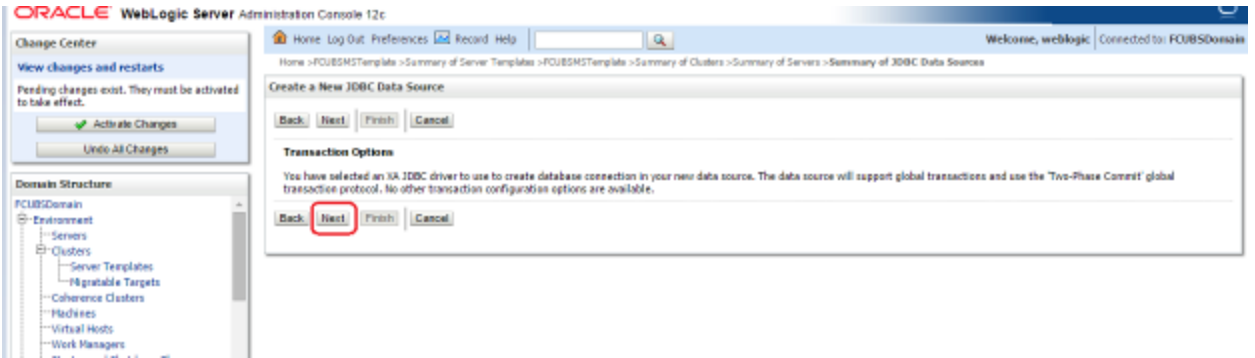 ORACLE WebLogic Server Administration Console 12c
Change Center
View changes and restarts
Pending changes exist. They must be activated
to take effect.
Activate Changes
Undo All Changes
Domain Structure
FCUBSDomain
Environment
Servers
Clusters
Server Templates
Migratable Targets
Coherence Clusters
Machines
Virtual Hosts
Work Managers
Home Log Out Preferences Record Help
Welcome, weblogic Connected to: FCUBSDomain
Home >FCUBSMSTemplate >Summary of Server Templates >FCUBSMSTemplate >Summary of Clusters >Summary of Servers >Summary of JDBC Data Sources
Create a New JDBC Data Source
Back Next Finish Cancel
Transaction Options
You have selected an XA JDBC driver to use to create database connection in your new data source. The data source will support global transactions and use the 'Two-Phase Commit' global
transaction protocol. No other transaction configuration options are available.
Back Next Finish Cancel